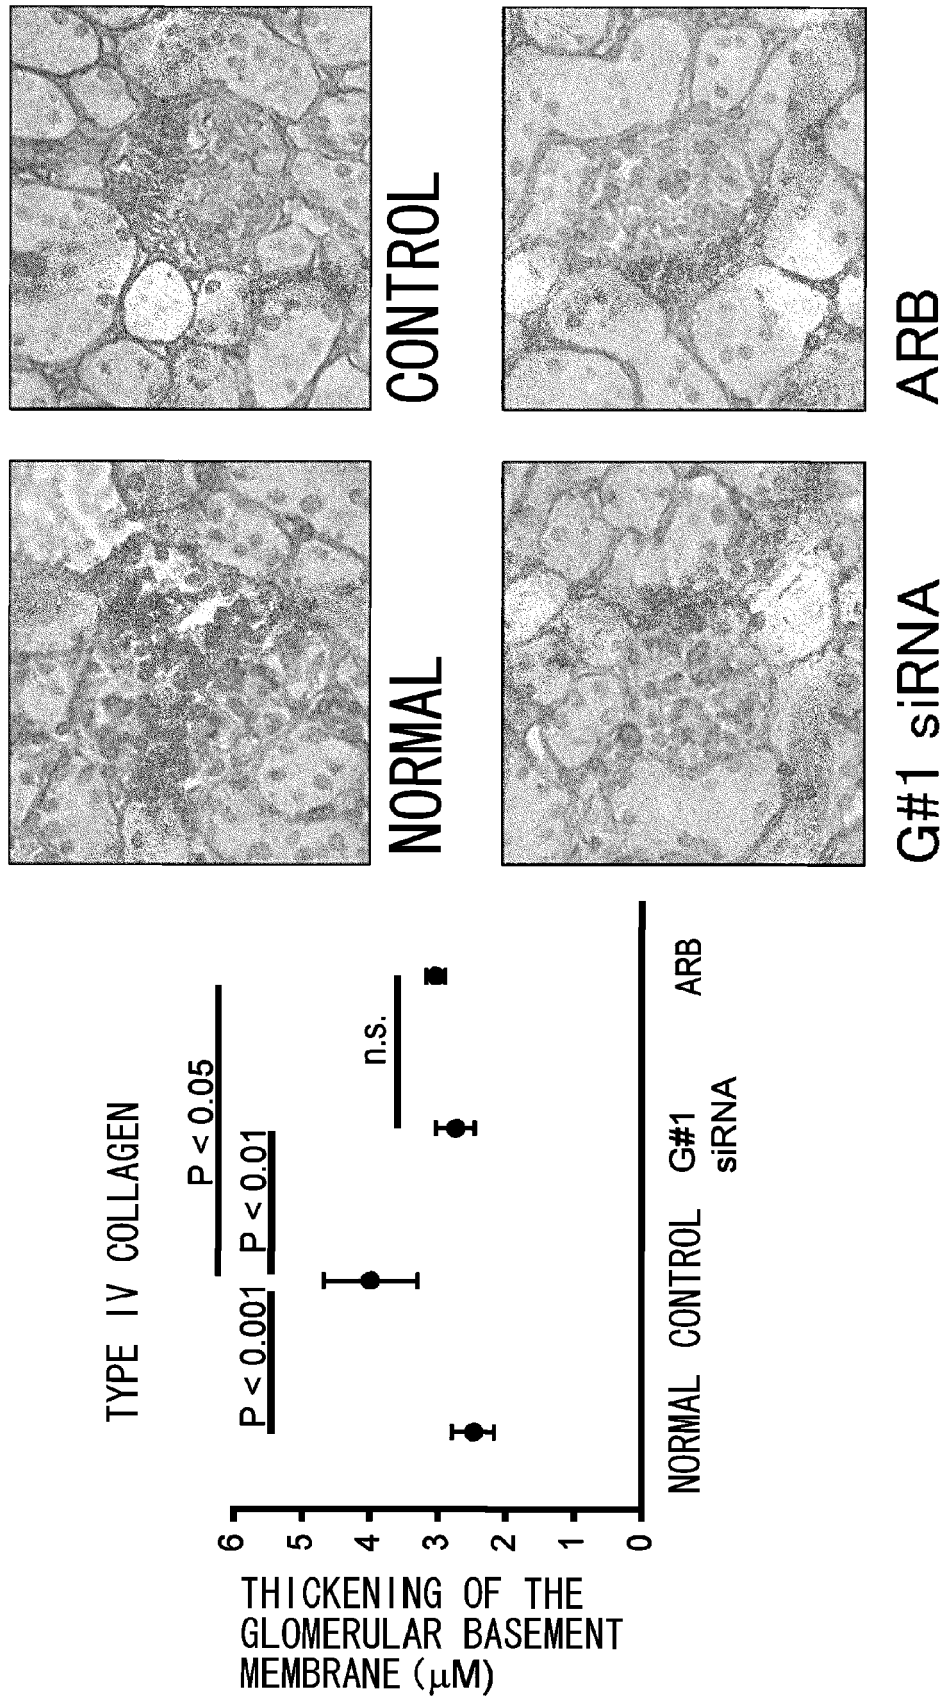 TYPE IV COLLAGEN
P < 0.05
P < 0.001
P < 0.01
n.s.
THICKENING OF THE
GLOMERULAR BASEMENT
MEMBRANE (μM)
6
5
4
3
2
1
0
NORMAL
CONTROL
G#1
siRNA
ARB
NORMAL
CONTROL
G#1 siRNA
ARB